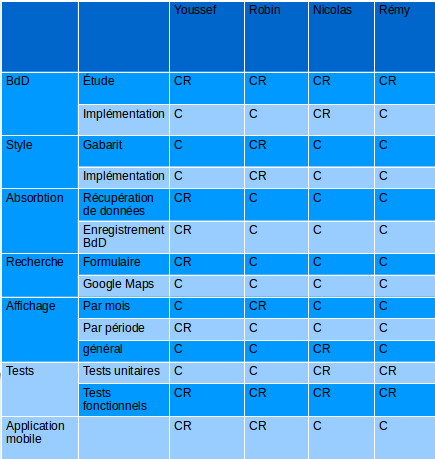 Youssef Robin Nicolas Rémy
BdD Étude CR CR CR CR
Implémentation C C CR C
Style Gabarit C CR C C
Implémentation C CR C C
Absorbtion Récupération de données CR C C C
Enregistrement BdD CR C C C
Recherche Formulaire CR C C C
Google Maps C C C C
Affichage Par mois C CR C C
Par période CR C C C
général C C CR C
Tests Tests unitaires C C CR CR
Tests fonctionnels CR CR CR CR
Application mobile CR CR C C